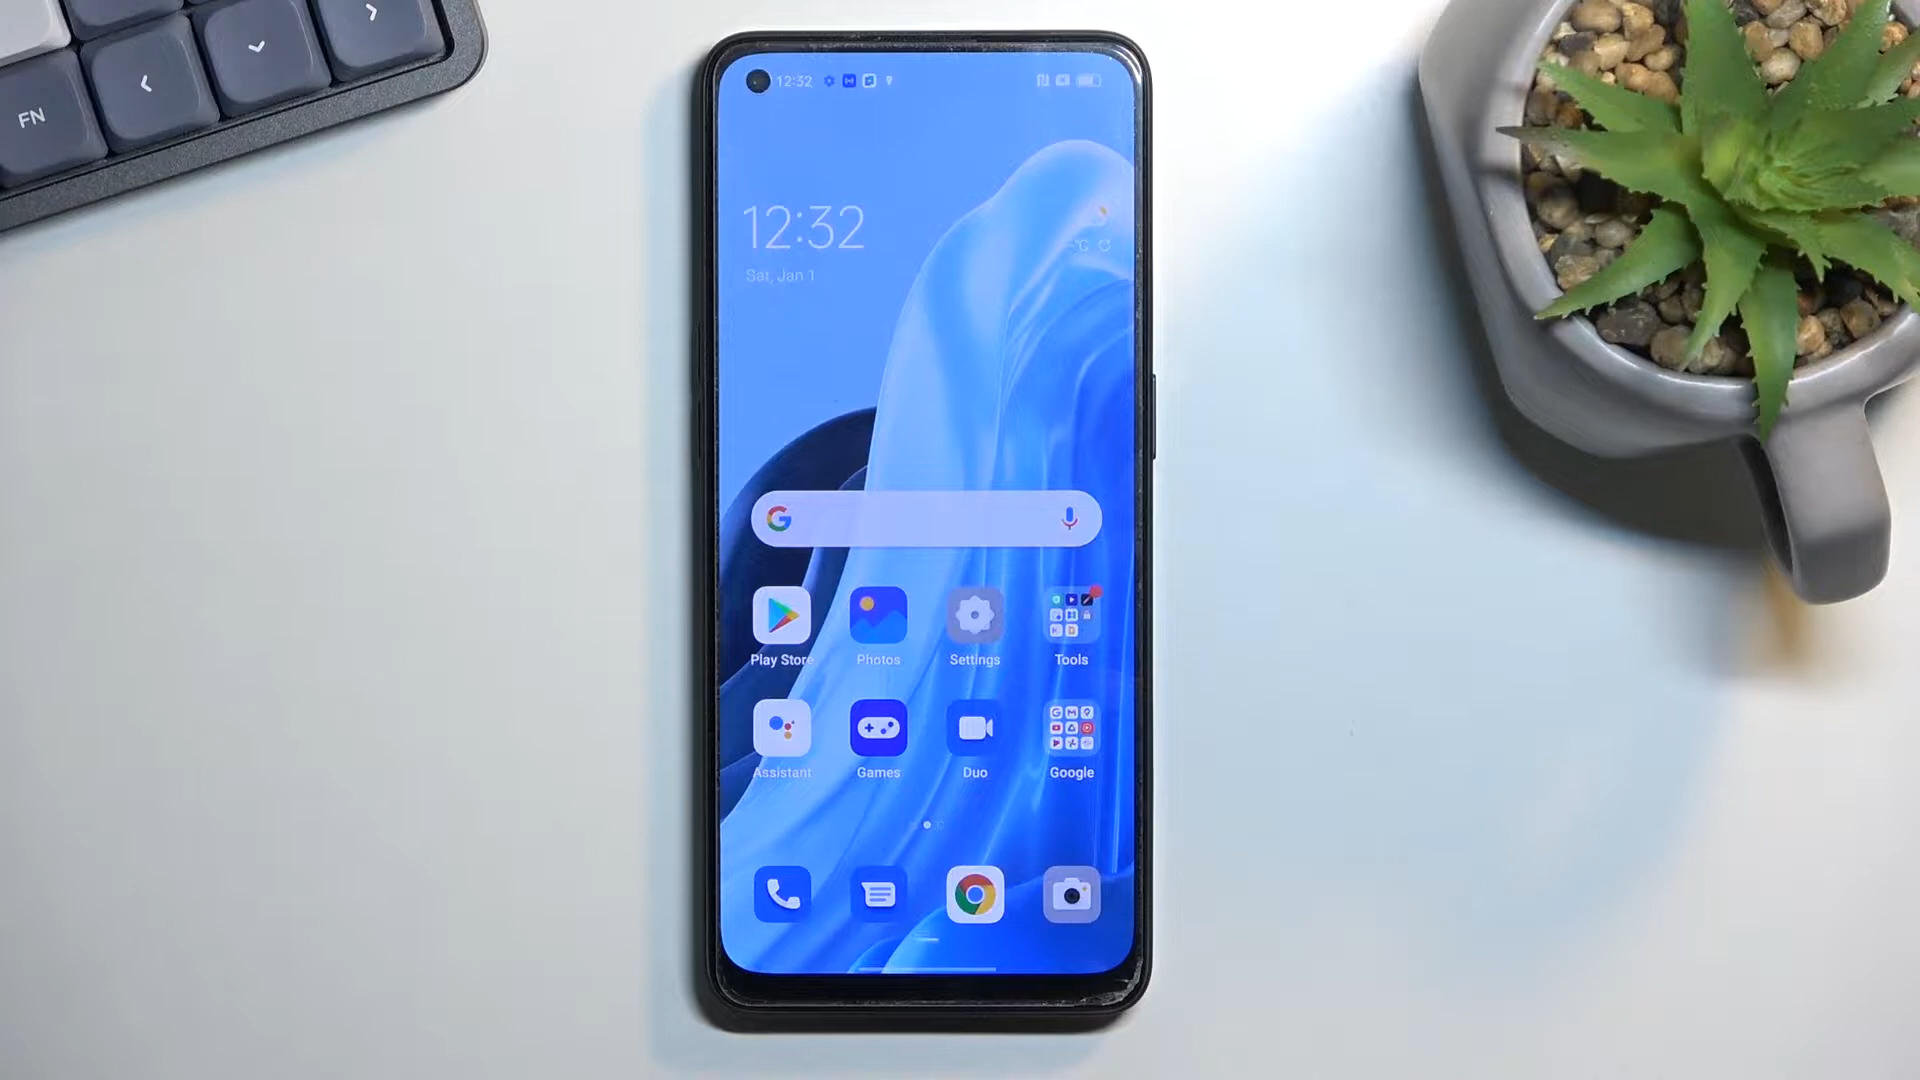 FN
12:32
12:32
Sat, Jan 1
°C
G
Play Store
Photos
Settings
Tools
Assistant
Games
Duo
Google